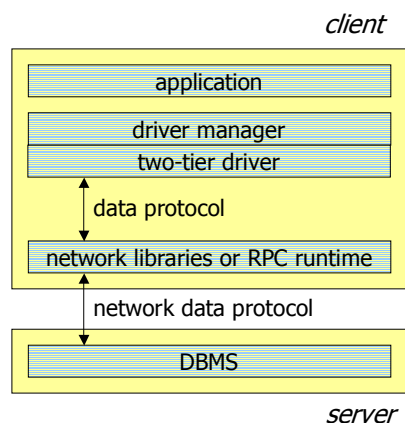 client
application
driver manager
two-tier driver
data protocol
network libraries or RPC runtime
network data protocol
DBMS
server